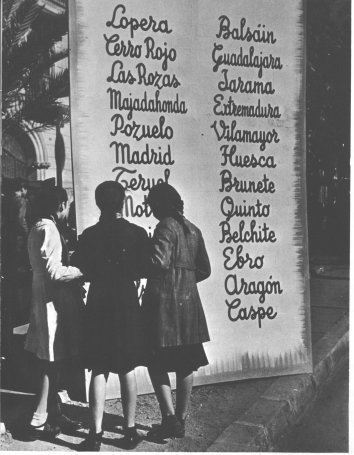 Lopera
Cerro Rojo
Las Rozas
Majadahonda
Pozuelo
Madrid
Teruel
Balsáin
Guadalajara
Jarama
Extremadura
Vilamayor
Huesca
Brunete
Quinto
Belchite
Ebro
Aragón
Caspe